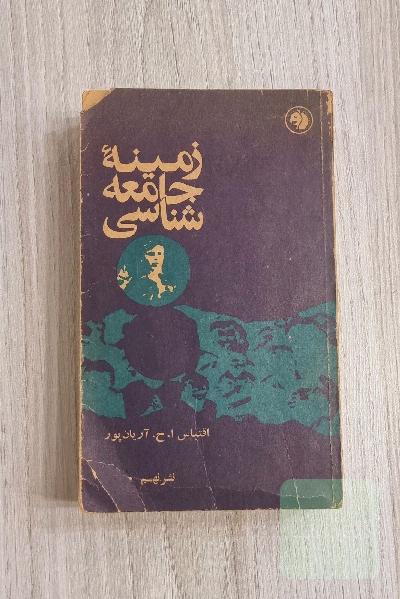 زمینهٔ
جامعه
شناسی
اقتباس ا. ح. آریان‌پور
نشر نهم